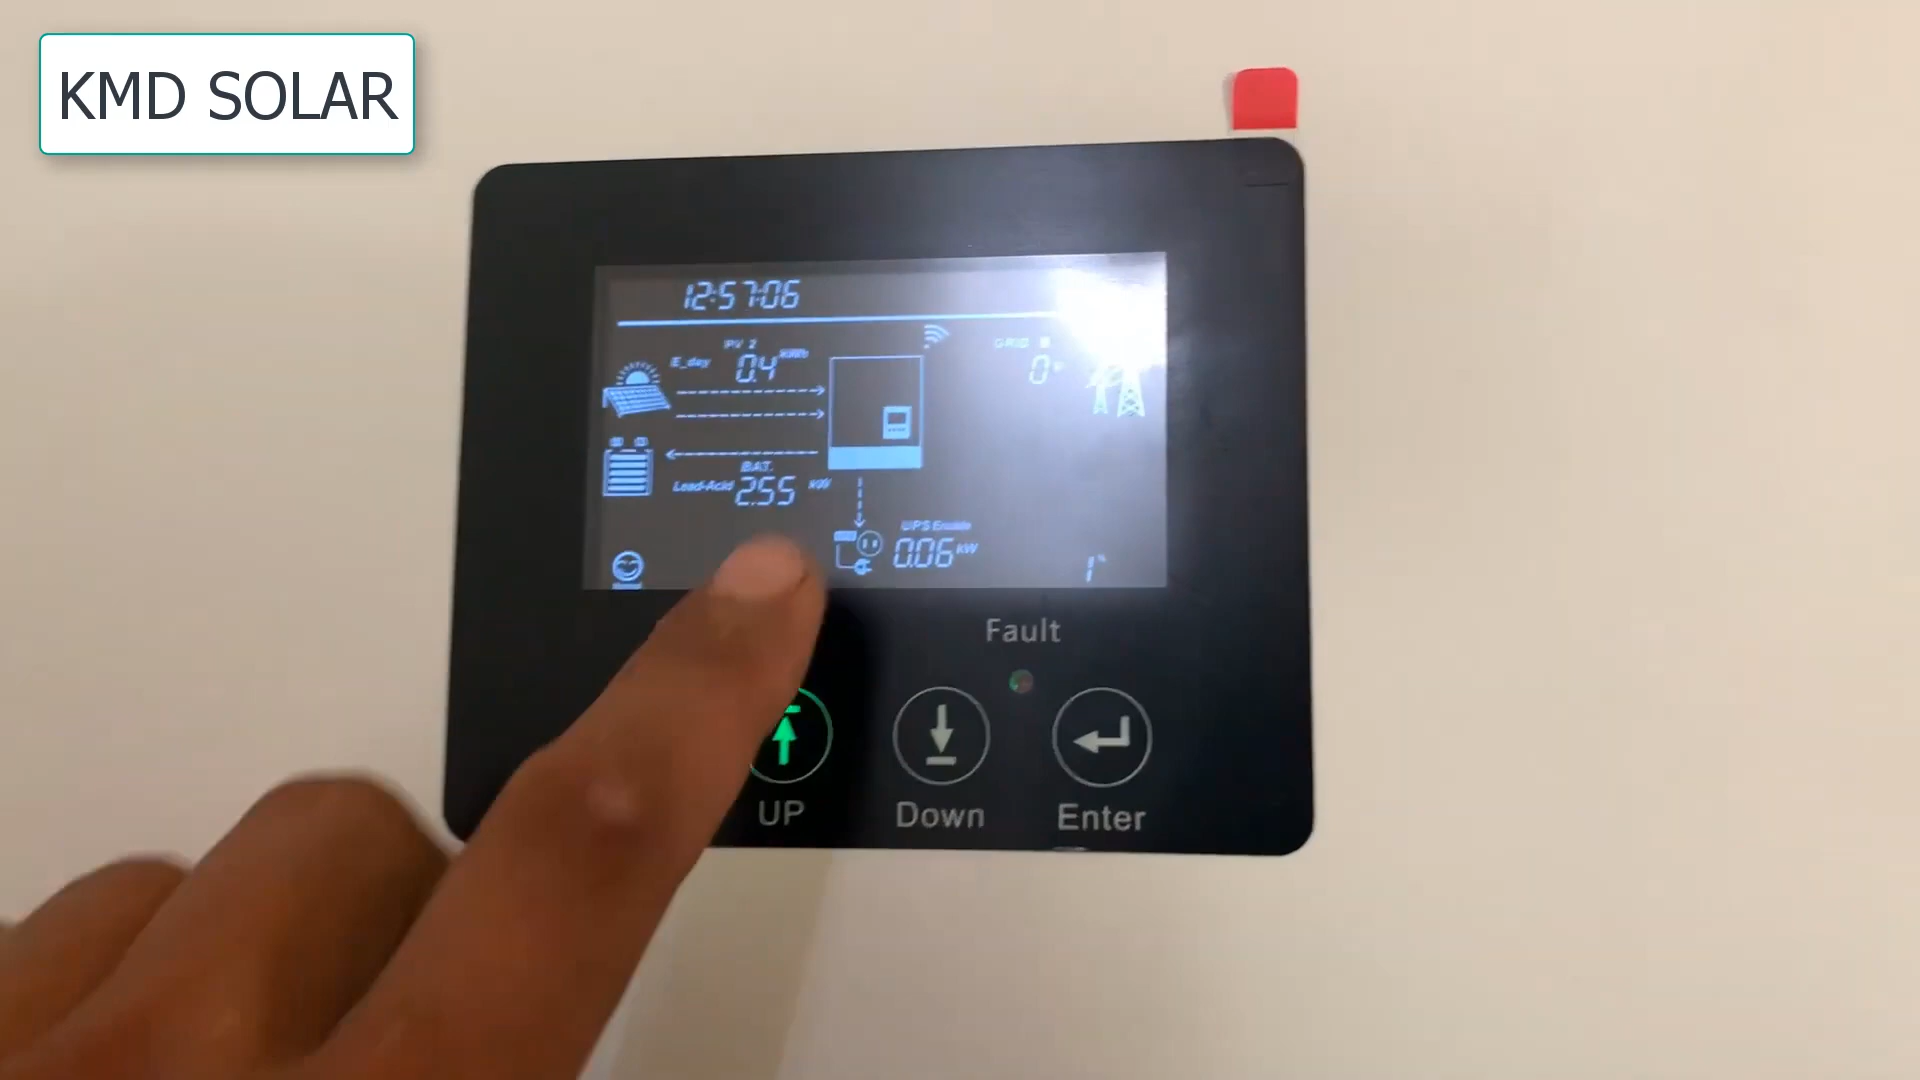 KMD SOLAR
12:57:06
PV 2
E_day 0.4 kWh
GRID
0
BAT.
Lead-Acid 2.55 kW
UPS Enable
0.06 kW
Fault
UP
Down
Enter